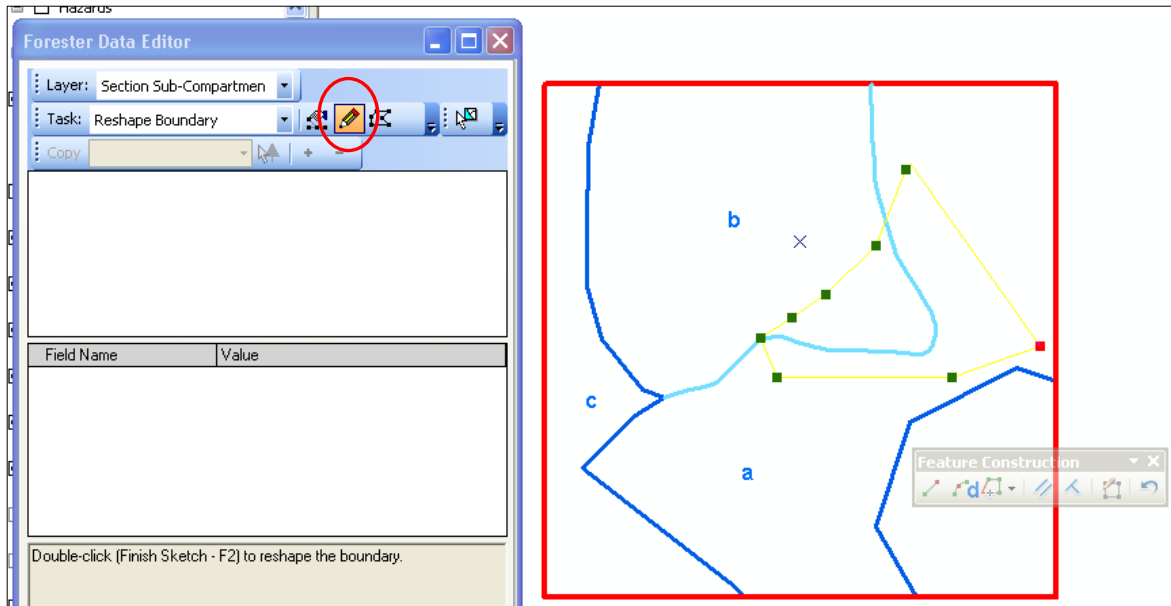 Hazards
Forester Data Editor
Layer: Section Sub-Compartmen
Task: Reshape Boundary
Copy
Field Name Value
Double-click (Finish Sketch - F2) to reshape the boundary.
b
c
a
Feature Construction
d